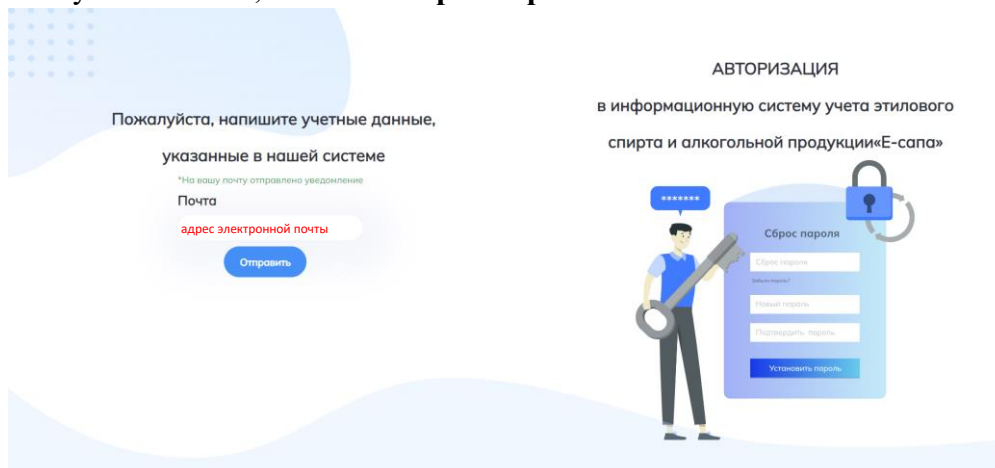 Пожалуйста, напишите учетные данные,
указанные в нашей системе
*На вашу почту отправлено уведомление
Почта
адрес электронной почты
Отправить
АВТОРИЗАЦИЯ
в информационную систему учета этилового
спирта и алкогольной продукции«Е-сапа»
*******
Сброс пароля
Сброс пароля
Забыли пароль?
Новый пароль
Подтвердить пароль
Установить пароль